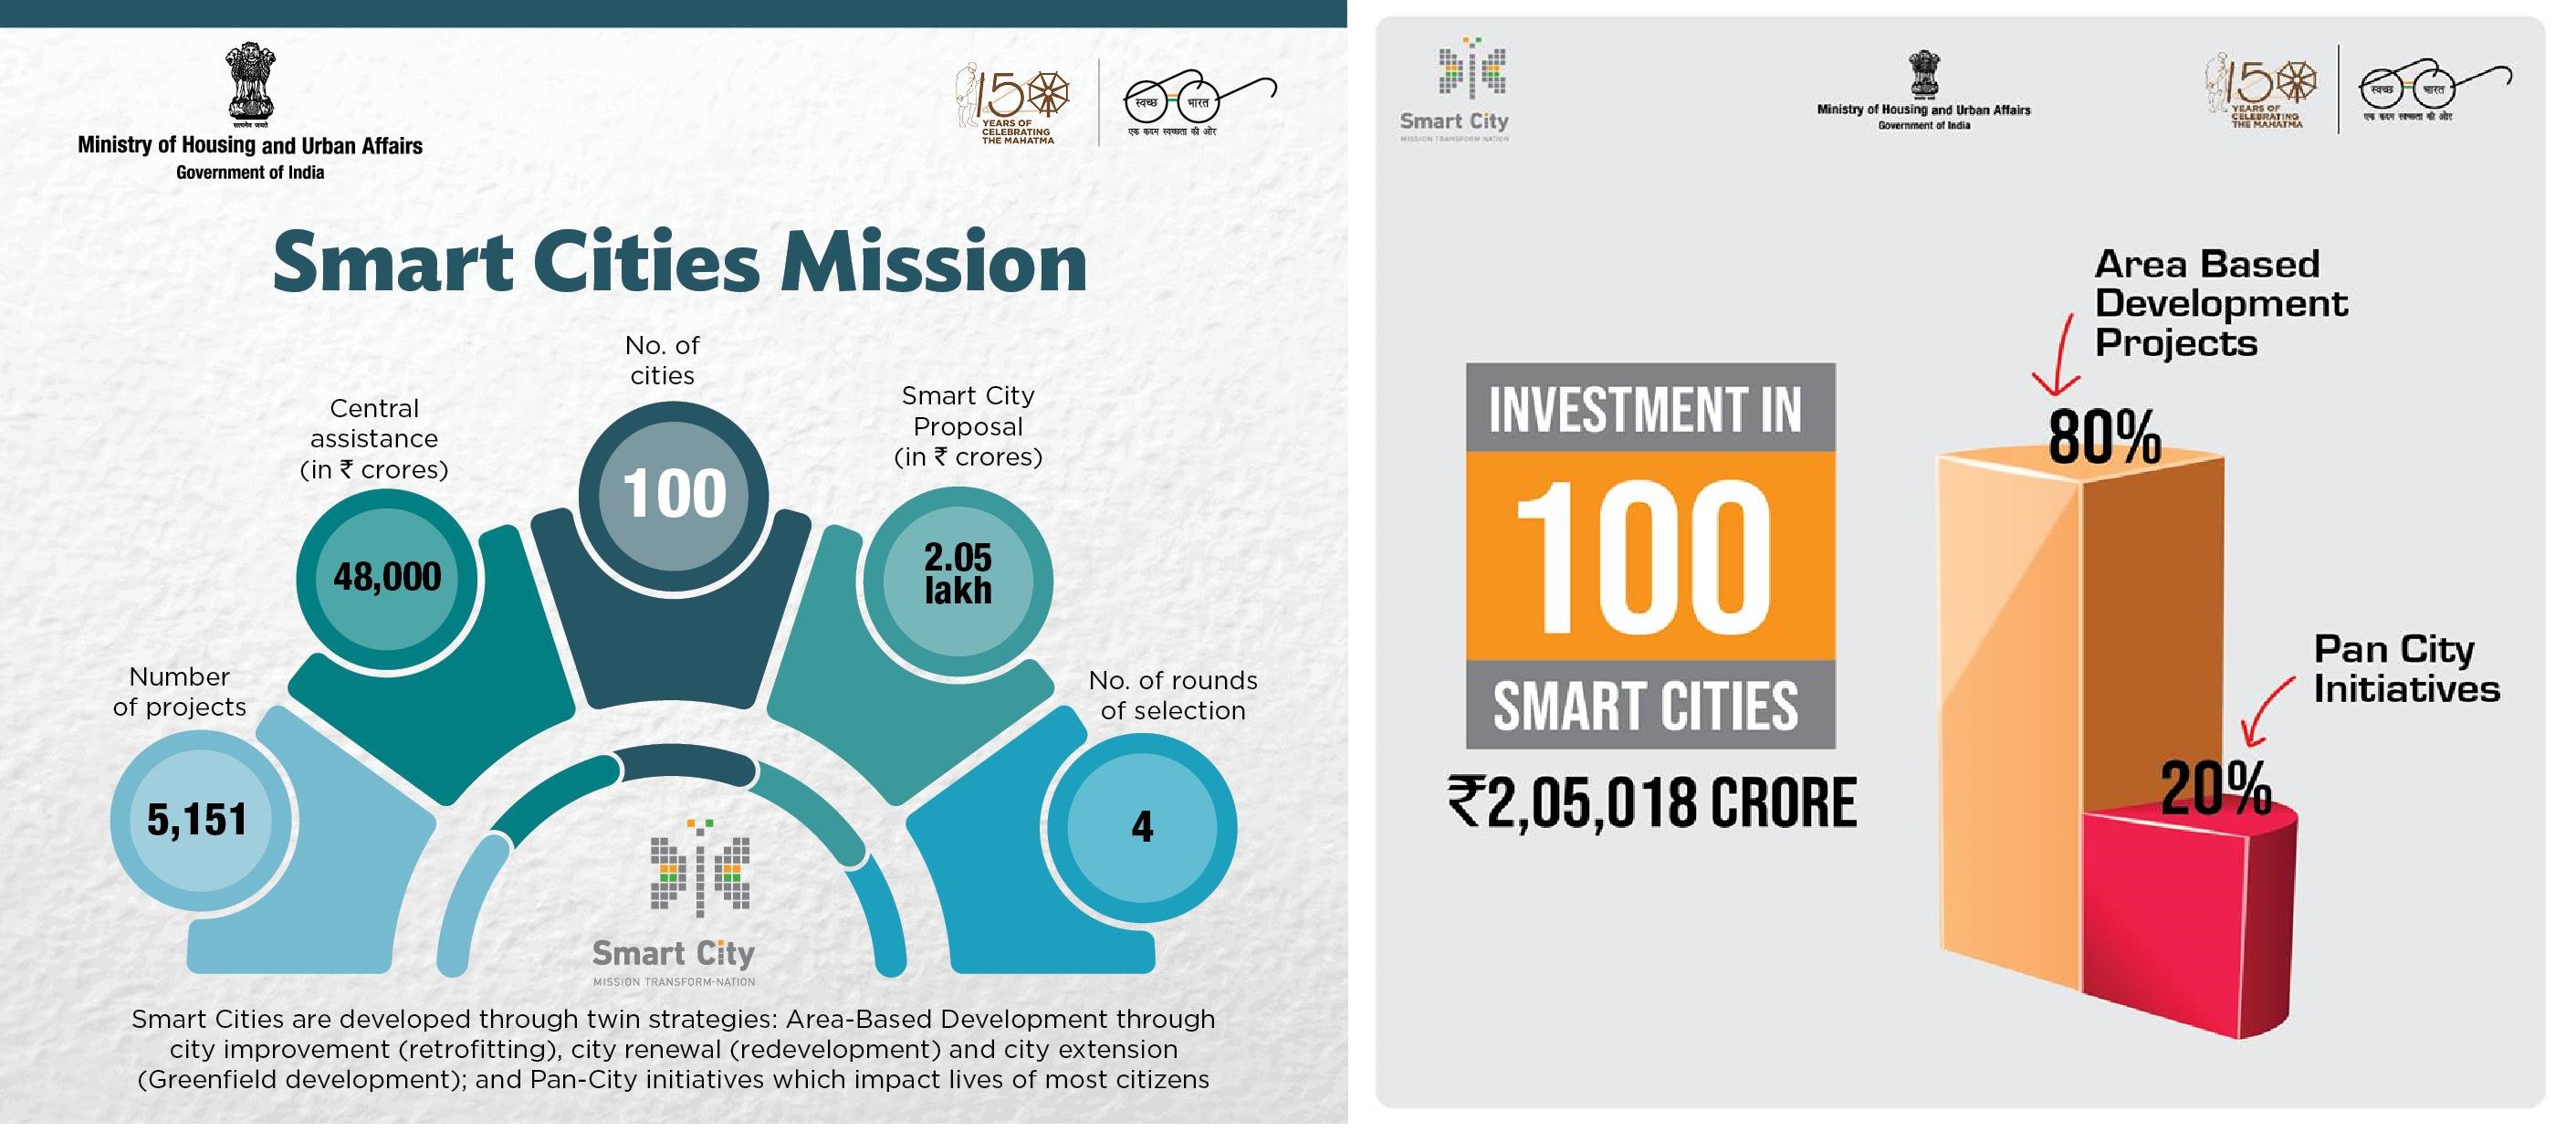 सत्यमेव जयते
Ministry of Housing and Urban Affairs
Government of India
150
YEARS OF
CELEBRATING
THE MAHATMA
स्वच्छ भारत
एक कदम स्वच्छता की ओर
Smart Cities Mission
No. of
cities
100
Central
assistance
(in ₹ crores)
48,000
Smart City
Proposal
(in ₹ crores)
2.05
lakh
Number
of projects
5,151
No. of rounds
of selection
4
Smart City
MISSION TRANSFORM-NATION
Smart Cities are developed through twin strategies: Area-Based Development through
city improvement (retrofitting), city renewal (redevelopment) and city extension
(Greenfield development); and Pan-City initiatives which impact lives of most citizens
Smart City
MISSION TRANSFORM-NATION
Ministry of Housing and Urban Affairs
Government of India
150
YEARS OF
CELEBRATING
THE MAHATMA
स्वच्छ भारत
एक कदम स्वच्छता की ओर
INVESTMENT IN
100
SMART CITIES
₹2,05,018 CRORE
Area Based
Development
Projects
80%
Pan City
Initiatives
20%